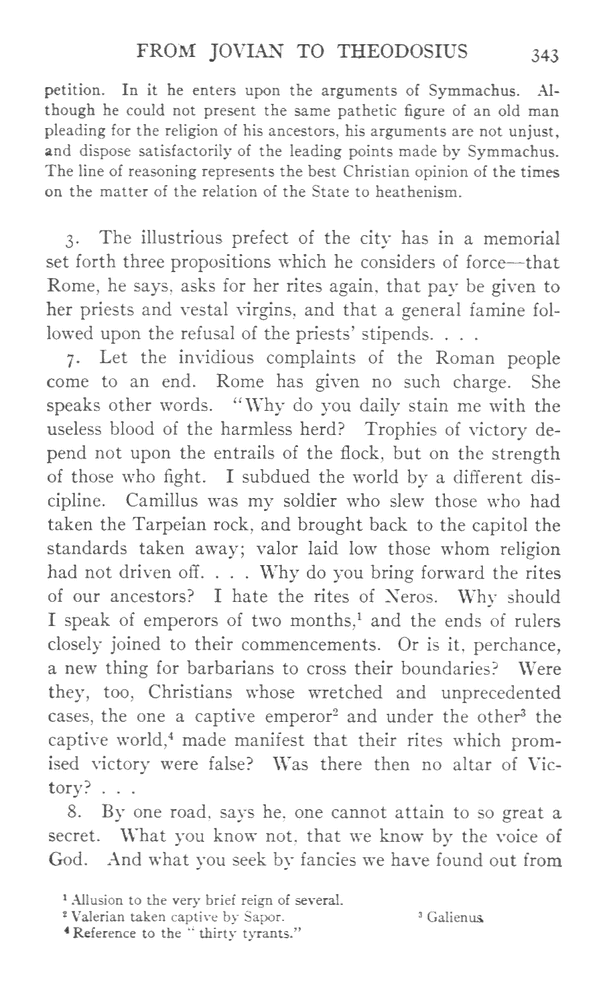 FROM JOVIAN TO THEODOSIUS 343
petition. In it he enters upon the arguments of Symmachus. Al-
though he could not present the same pathetic figure of an old man
pleading for the religion of his ancestors, his arguments are not unjust,
and dispose satisfactorily of the leading points made by Symmachus.
The line of reasoning represents the best Christian opinion of the times
on the matter of the relation of the State to heathenism.
3. The illustrious prefect of the city has in a memorial
set forth three propositions which he considers of force—that
Rome, he says, asks for her rites again, that pay be given to
her priests and vestal virgins, and that a general famine fol-
lowed upon the refusal of the priests' stipends. . . .
7. Let the invidious complaints of the Roman people
come to an end. Rome has given no such charge. She
speaks other words. "Why do you daily stain me with the
useless blood of the harmless herd? Trophies of victory de-
pend not upon the entrails of the flock, but on the strength
of those who fight. I subdued the world by a different dis-
cipline. Camillus was my soldier who slew those who had
taken the Tarpeian rock, and brought back to the capitol the
standards taken away; valor laid low those whom religion
had not driven off. . . . Why do you bring forward the rites
of our ancestors? I hate the rites of Neros. Why should
I speak of emperors of two months,¹ and the ends of rulers
closely joined to their commencements. Or is it, perchance,
a new thing for barbarians to cross their boundaries? Were
they, too, Christians whose wretched and unprecedented
cases, the one a captive emperor² and under the other³ the
captive world,⁴ made manifest that their rites which prom-
ised victory were false? Was there then no altar of Vic-
tory? . . .
8. By one road, says he, one cannot attain to so great a
secret. What you know not, that we know by the voice of
God. And what you seek by fancies we have found out from
¹ Allusion to the very brief reign of several.
² Valerian taken captive by Sapor. ³ Galienus.
⁴ Reference to the "thirty tyrants."